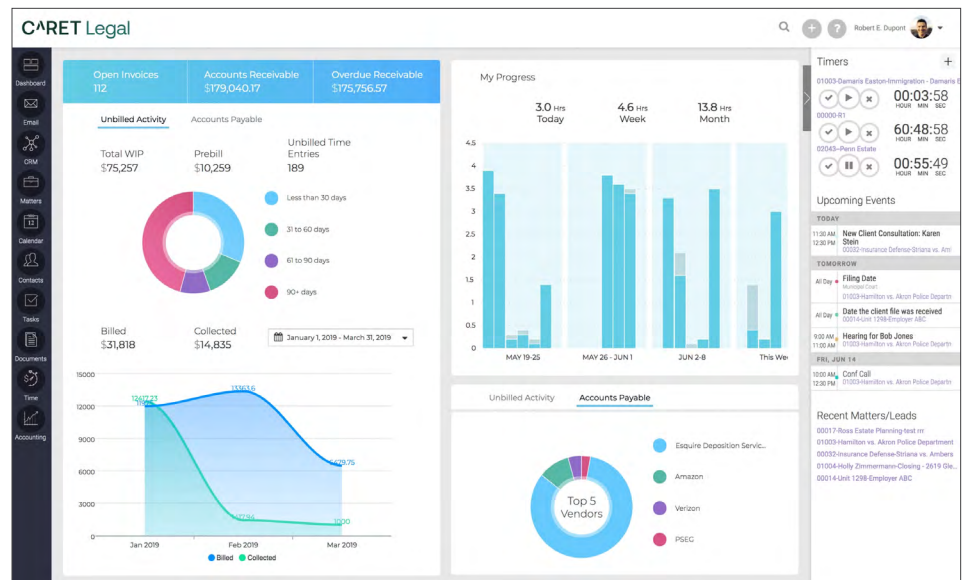 CARET Legal
Robert E. Dupont
Dashboard
Email
CRM
Matters
Calendar
Contacts
Tasks
Documents
Time
Accounting
Open Invoices
112
Accounts Receivable
$179,040.17
Overdue Receivable
$175,756.57
Unbilled Activity
Accounts Payable
Total WIP
$75,257
Prebill
$10,259
Unbilled Time
Entries
189
Less than 30 days
31 to 60 days
61 to 90 days
90+ days
Billed
$31,818
Collected
$14,835
January 1, 2019 - March 31, 2019
15000
12000
9000
6000
3000
0
12417.23
13363.6
1000
Jan 2019
Feb 2019
Mar 2019
Billed
Collected
My Progress
3.0 Hrs
Today
4.6 Hrs
Week
13.8 Hrs
Month
4.5
4
3.5
3
2.5
2
1.5
1
0.5
0
MAY 19-25
MAY 26 - JUN 1
JUN 2-8
This We
Unbilled Activity
Accounts Payable
Top 5
Vendors
Esquire Deposition Servic...
Amazon
Verizon
PSEG
Timers
+
01003-Damaris Easton-Immigration - Damaris E
00:03:58
HOUR MIN SEC
00000-R1
60:48:58
HOUR MIN SEC
02043--Penn Estate
00:55:49
HOUR MIN SEC
Upcoming Events
TODAY
11:30 AM
12:30 PM
New Client Consultation: Karen
Stein
00032-Insurance Defense-Striana vs. Am
TOMORROW
All Day
Filing Date
Municipal Court
01003-Hamilton vs. Akron Police Departn
All Day
Date the client file was received
00014-Unit 1298-Employer ABC
9:00 AM
11:00 AM
Hearing for Bob Jones
01003-Hamilton vs. Akron Police Departn
FRI, JUN 14
10:00 AM
12:30 PM
Conf Call
01003-Hamilton vs. Akron Police Departn
Recent Matters/Leads
00017-Ross Estate Planning-test m
01003-Hamilton vs. Akron Police Department
00032-Insurance Defense-Striana vs. Ambers
01004-Holly Zimmermann-Closing - 2619 Gle...
00014-Unit 1298-Employer ABC